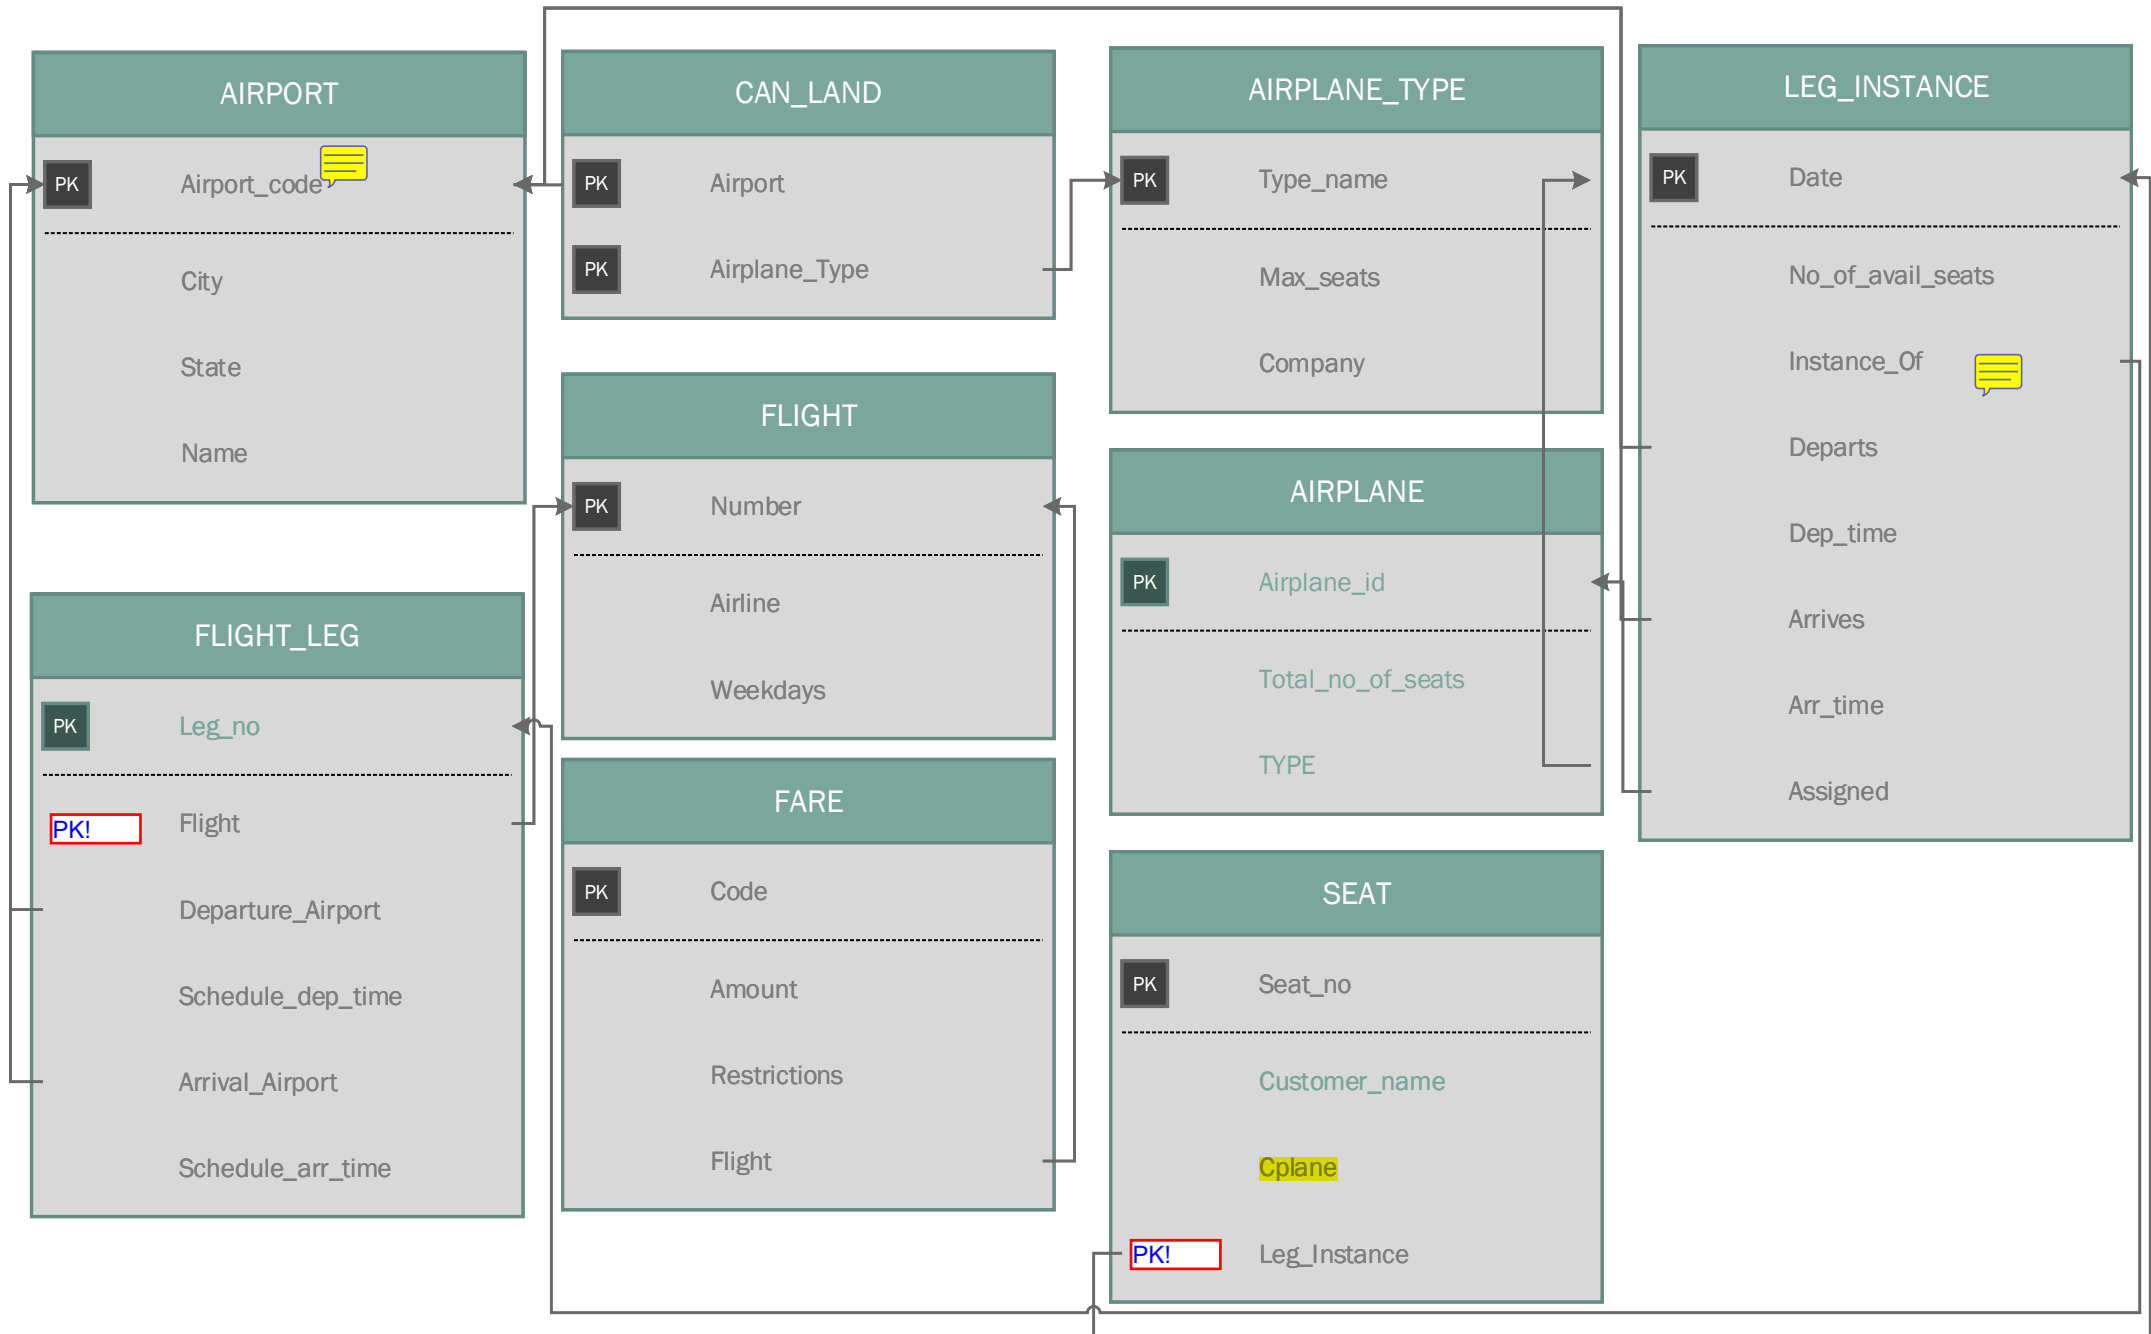 AIRPORT
PK Airport_code
City
State
Name
CAN_LAND
PK Airport
PK Airplane_Type
AIRPLANE_TYPE
PK Type_name
Max_seats
Company
LEG_INSTANCE
PK Date
No_of_avail_seats
Instance_Of
Departs
Dep_time
Arrives
Arr_time
Assigned
FLIGHT
PK Number
Airline
Weekdays
AIRPLANE
PK Airplane_id
Total_no_of_seats
TYPE
FLIGHT_LEG
PK Leg_no
PK! Flight
Departure_Airport
Schedule_dep_time
Arrival_Airport
Schedule_arr_time
FARE
PK Code
Amount
Restrictions
Flight
SEAT
PK Seat_no
Customer_name
Cplane
PK! Leg_Instance